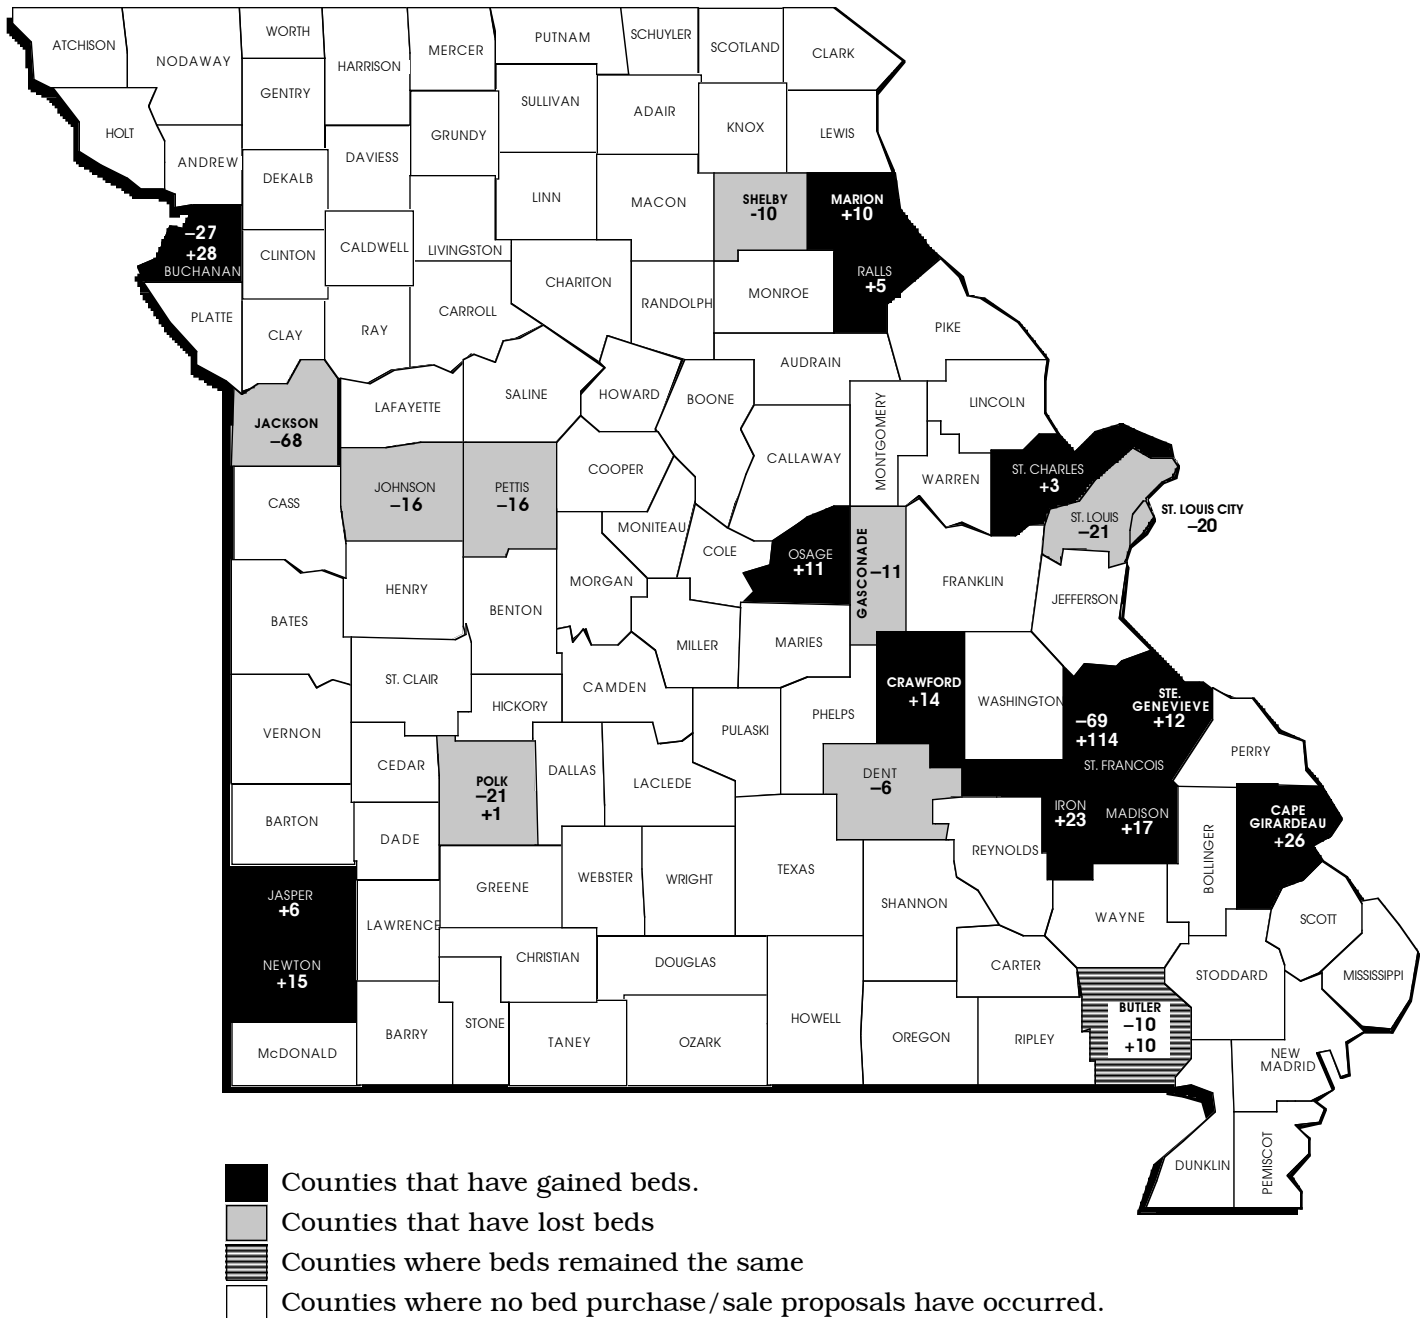 ATCHISON
NODAWAY
WORTH
HARRISON
MERCER
PUTNAM
SCHUYLER
SCOTLAND
CLARK
GENTRY
SULLIVAN
ADAIR
KNOX
LEWIS
HOLT
ANDREW
DEKALB
DAVIESS
GRUNDY
LINN
MACON
SHELBY
-10
MARION
+10
–27
+28
BUCHANAN
CLINTON
CALDWELL
LIVINGSTON
CHARITON
RANDOLPH
MONROE
RALLS
+5
PLATTE
CLAY
RAY
CARROLL
PIKE
AUDRAIN
JACKSON
–68
LAFAYETTE
SALINE
HOWARD
BOONE
CALLAWAY
MONTGOMERY
LINCOLN
WARREN
ST. CHARLES
+3
CASS
JOHNSON
–16
PETTIS
–16
COOPER
MONITEAU
COLE
OSAGE
+11
GASCONADE
–11
FRANKLIN
ST. LOUIS
–21
ST. LOUIS CITY
–20
JEFFERSON
BATES
HENRY
BENTON
MORGAN
MILLER
MARIES
ST. CLAIR
HICKORY
CAMDEN
PULASKI
PHELPS
CRAWFORD
+14
WASHINGTON
–69
+114
ST. FRANCOIS
STE.
GENEVIEVE
+12
PERRY
VERNON
CEDAR
POLK
–21
+1
DALLAS
LACLEDE
DENT
–6
IRON
+23
MADISON
+17
CAPE
GIRARDEAU
+26
BARTON
DADE
GREENE
WEBSTER
WRIGHT
TEXAS
REYNOLDS
BOLLINGER
JASPER
+6
LAWRENCE
SHANNON
WAYNE
SCOTT
NEWTON
+15
CHRISTIAN
DOUGLAS
CARTER
STODDARD
MISSISSIPPI
McDONALD
BARRY
STONE
TANEY
OZARK
HOWELL
OREGON
RIPLEY
BUTLER
–10
+10
NEW
MADRID
DUNKLIN
PEMISCOT
Counties that have gained beds.
Counties that have lost beds
Counties where beds remained the same
Counties where no bed purchase/sale proposals have occurred.